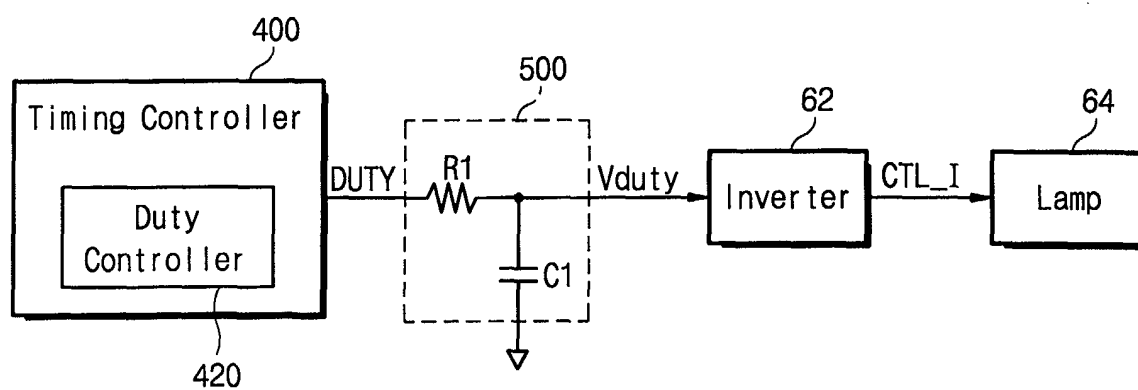 400
Timing Controller
Duty
Controller
420
DUTY
500
R1
C1
Vduty
62
Inverter
CTL_I
64
Lamp